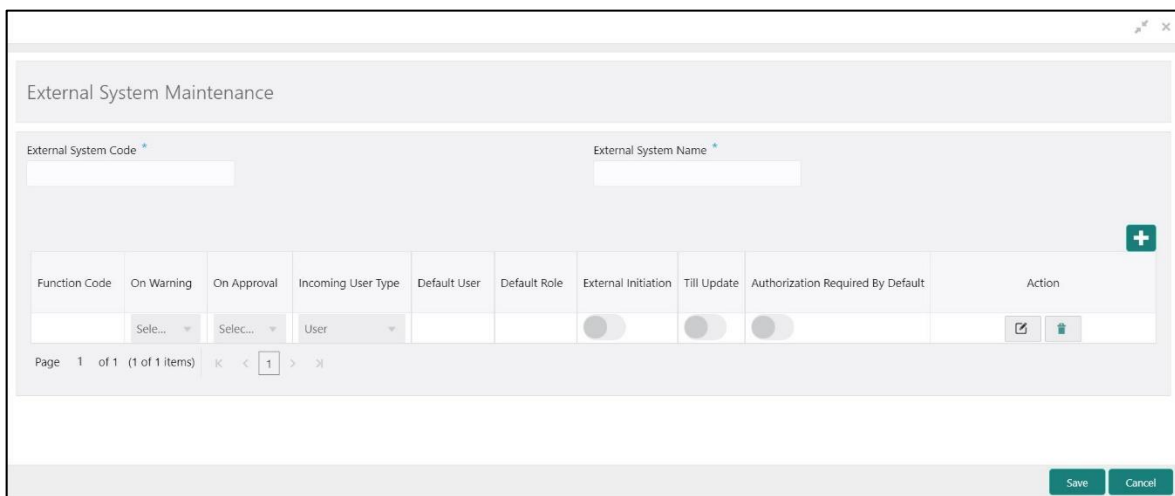 External System Maintenance
External System Code *
External System Name *
Function Code On Warning On Approval Incoming User Type Default User Default Role External Initiation Till Update Authorization Required By Default Action
Sele... Selec... User
Page 1 of 1 (1 of 1 items) 1
Save Cancel